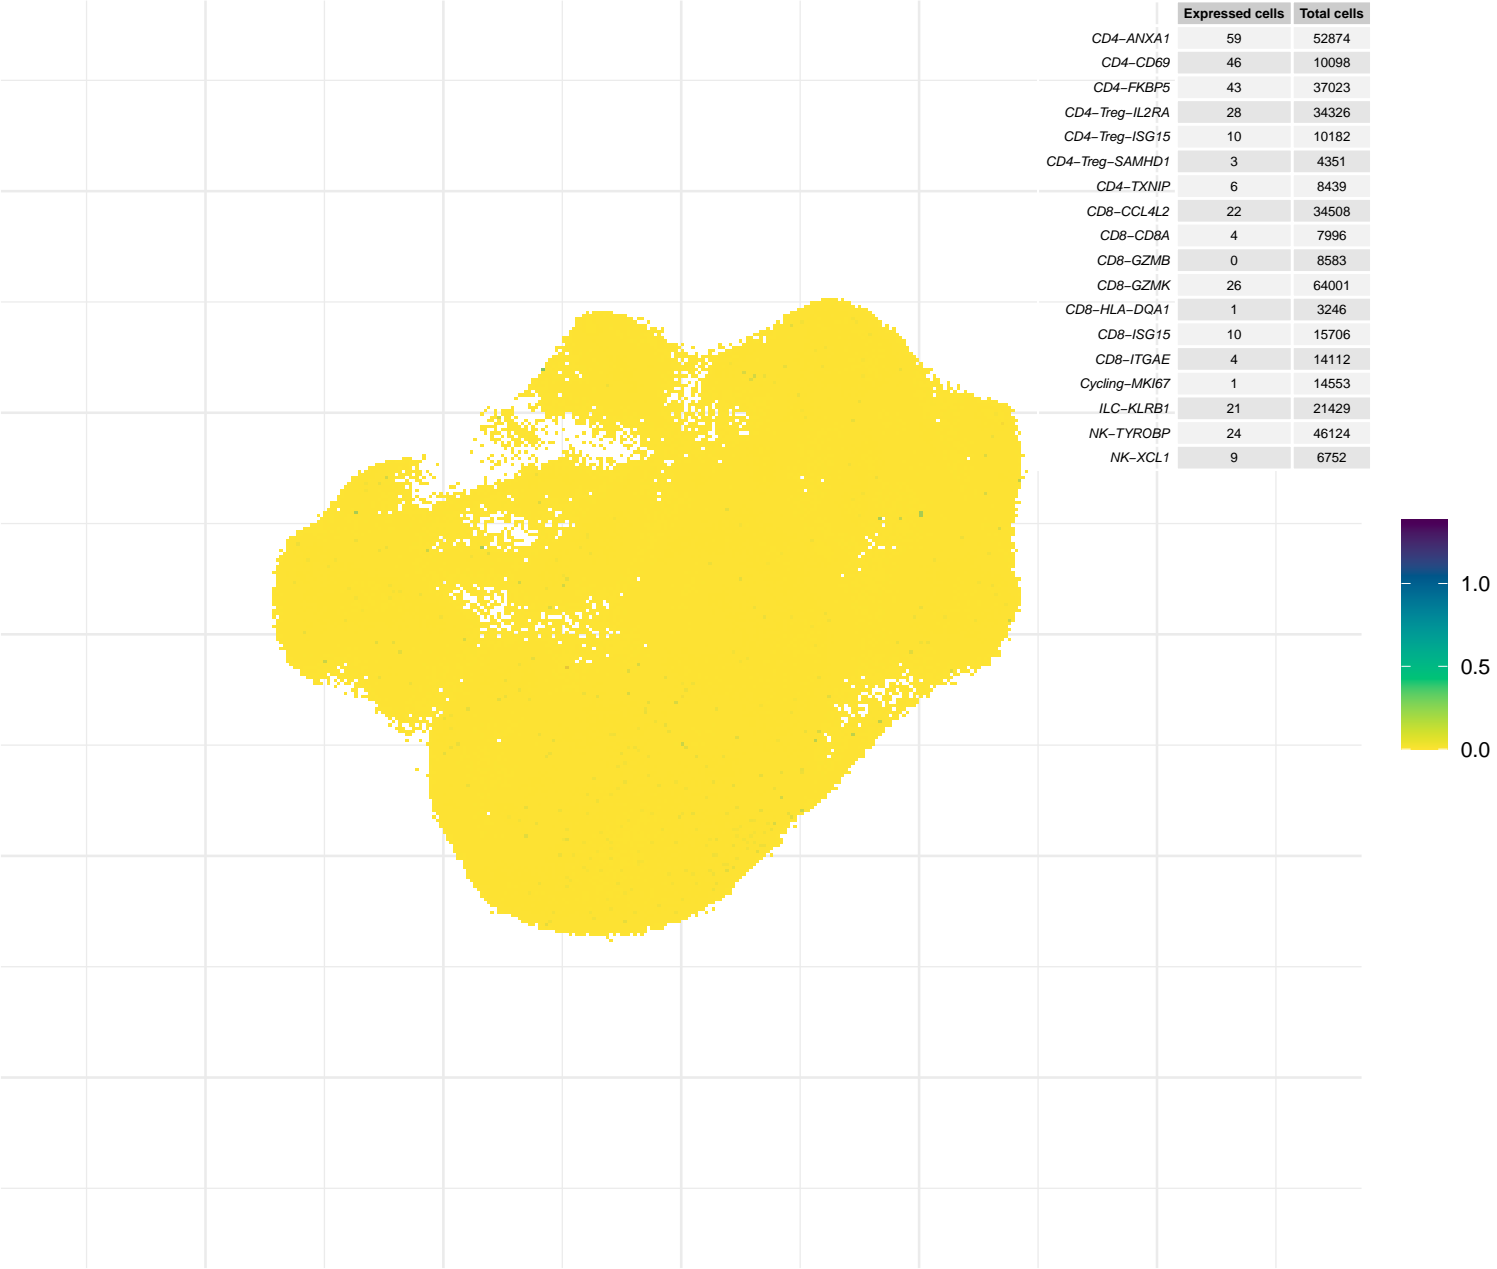 Expressed cells Total cells
CD4−ANXA1 59 52874
CD4−CD69 46 10098
CD4−FKBP5 43 37023
CD4−Treg−IL2RA 28 34326
CD4−Treg−ISG15 10 10182
CD4−Treg−SAMHD1 3 4351
CD4−TXNIP 6 8439
CD8−CCL4L2 22 34508
CD8−CD8A 4 7996
CD8−GZMB 0 8583
CD8−GZMK 26 64001
CD8−HLA−DQA1 1 3246
CD8−ISG15 10 15706
CD8−ITGAE 4 14112
Cycling−MKI67 1 14553
ILC−KLRB1 21 21429
NK−TYROBP 24 46124
NK−XCL1 9 6752
1.0
0.5
0.0